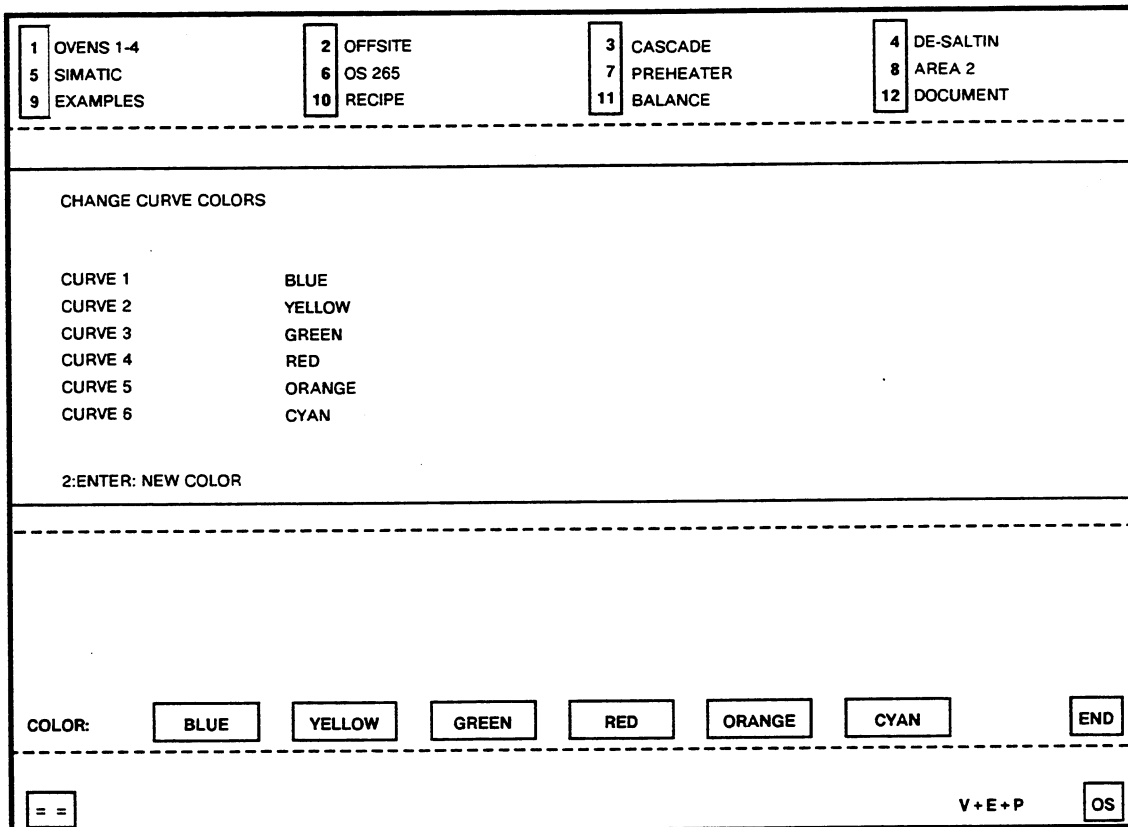 1 OVENS 1-4 2 OFFSITE 3 CASCADE 4 DE-SALTIN
5 SIMATIC 6 OS 265 7 PREHEATER 8 AREA 2
9 EXAMPLES 10 RECIPE 11 BALANCE 12 DOCUMENT
CHANGE CURVE COLORS
CURVE 1 BLUE
CURVE 2 YELLOW
CURVE 3 GREEN
CURVE 4 RED
CURVE 5 ORANGE
CURVE 6 CYAN
2:ENTER: NEW COLOR
COLOR: BLUE YELLOW GREEN RED ORANGE CYAN END
= = V+E+P OS